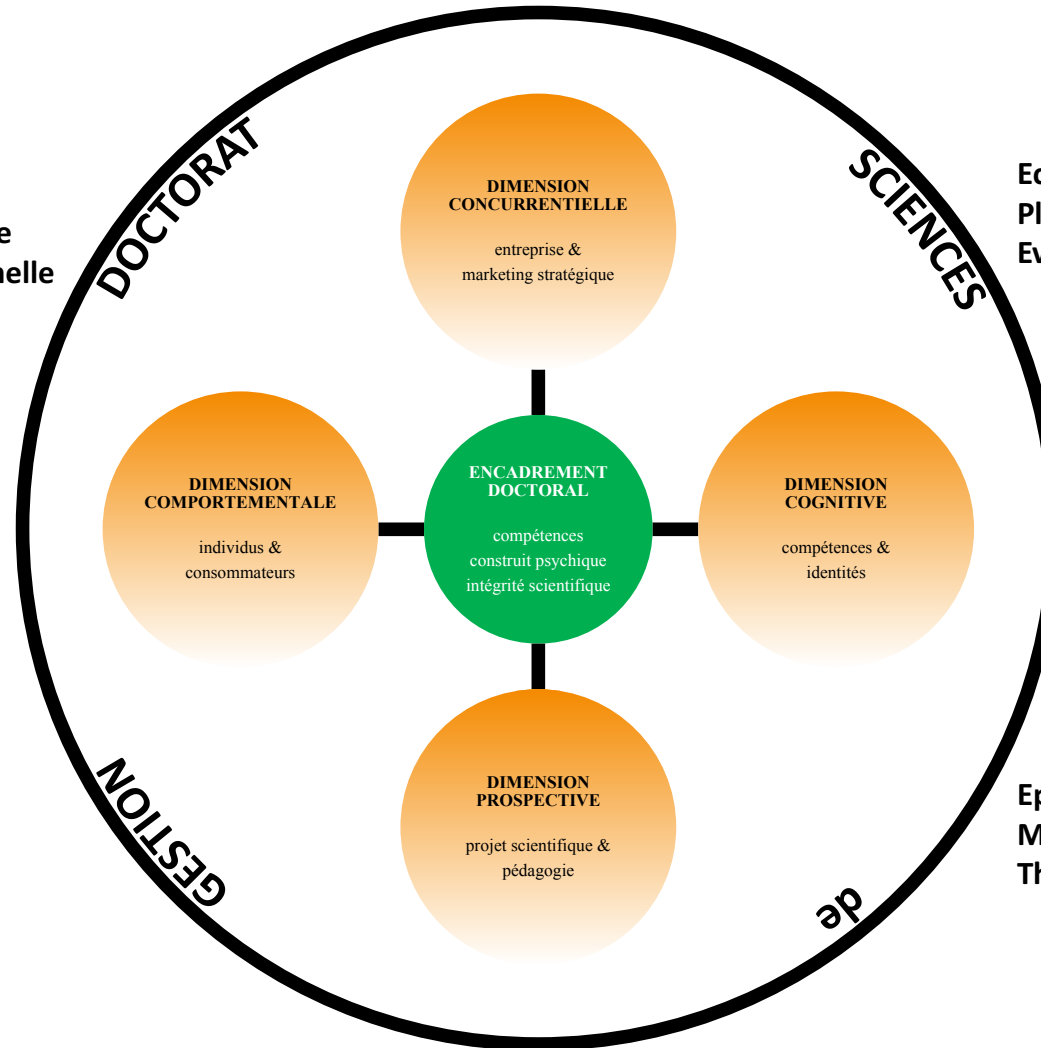 DOCTORAT
SCIENCES
de
GESTION
DIMENSION
CONCURRENTIELLE
entreprise &
marketing stratégique
DIMENSION
COMPORTEMENTALE
individus &
consommateurs
ENCADREMENT
DOCTORAL
compétences
construit psychique
intégrité scientifique
DIMENSION
COGNITIVE
compétences &
identités
DIMENSION
PROSPECTIVE
projet scientifique &
pédagogie